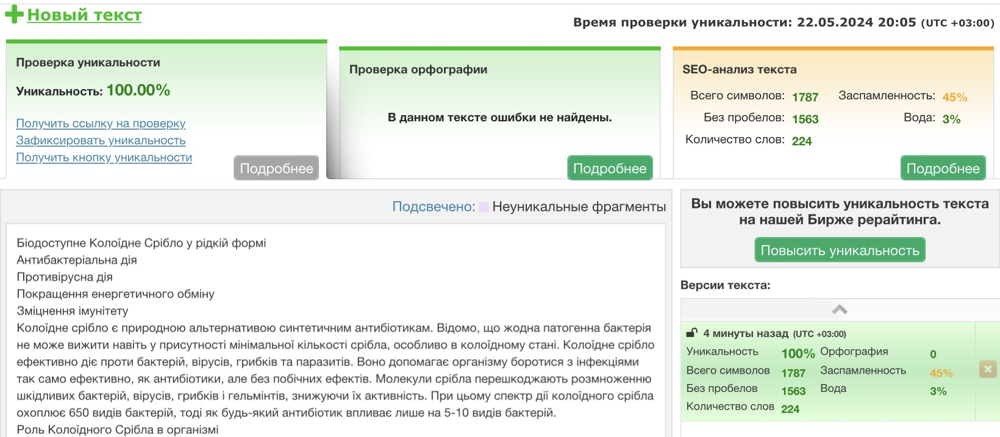 Новый текст
Время проверки уникальности: 22.05.2024 20:05 (UTC +03:00)
Проверка уникальности
Уникальность: 100.00%
Получить ссылку на проверку
Зафиксировать уникальность
Получить кнопку уникальности
Подробнее
Проверка орфографии
В данном тексте ошибки не найдены.
Подробнее
SEO-анализ текста
Всего символов: 1787 Заспамленность: 45%
Без пробелов: 1563 Вода: 3%
Количество слов: 224
Подробнее
Подсвечено: Неуникальные фрагменты
Біодоступне Колоїдне Срібло у рідкій формі
Антибактеріальна дія
Противірусна дія
Покращення енергетичного обміну
Зміцнення імунітету
Колоїдне срібло є природною альтернативою синтетичним антибіотикам. Відомо, що жодна патогенна бактерія
не може вижити навіть у присутності мінімальної кількості срібла, особливо в колоїдному стані. Колоїдне срібло
ефективно діє проти бактерій, вірусів, грибків та паразитів. Воно допомагає організму боротися з інфекціями
так само ефективно, як антибіотики, але без побічних ефектів. Молекули срібла перешкоджають розмноженню
шкідливих бактерій, вірусів, грибків і гельмінтів, знижуючи їх активність. При цьому спектр дії колоїдного срібла
охоплює 650 видів бактерій, тоді як будь-який антибіотик впливає лише на 5-10 видів бактерій.
Роль Колоїдного Срібла в організмі
Вы можете повысить уникальность текста
на нашей Бирже рерайтинга.
Повысить уникальность
Версии текста:
4 минуты назад (UTC +03:00)
Уникальность 100% Орфография 0
Всего символов 1787 Заспамленность 45%
Без пробелов 1563 Вода 3%
Количество слов 224